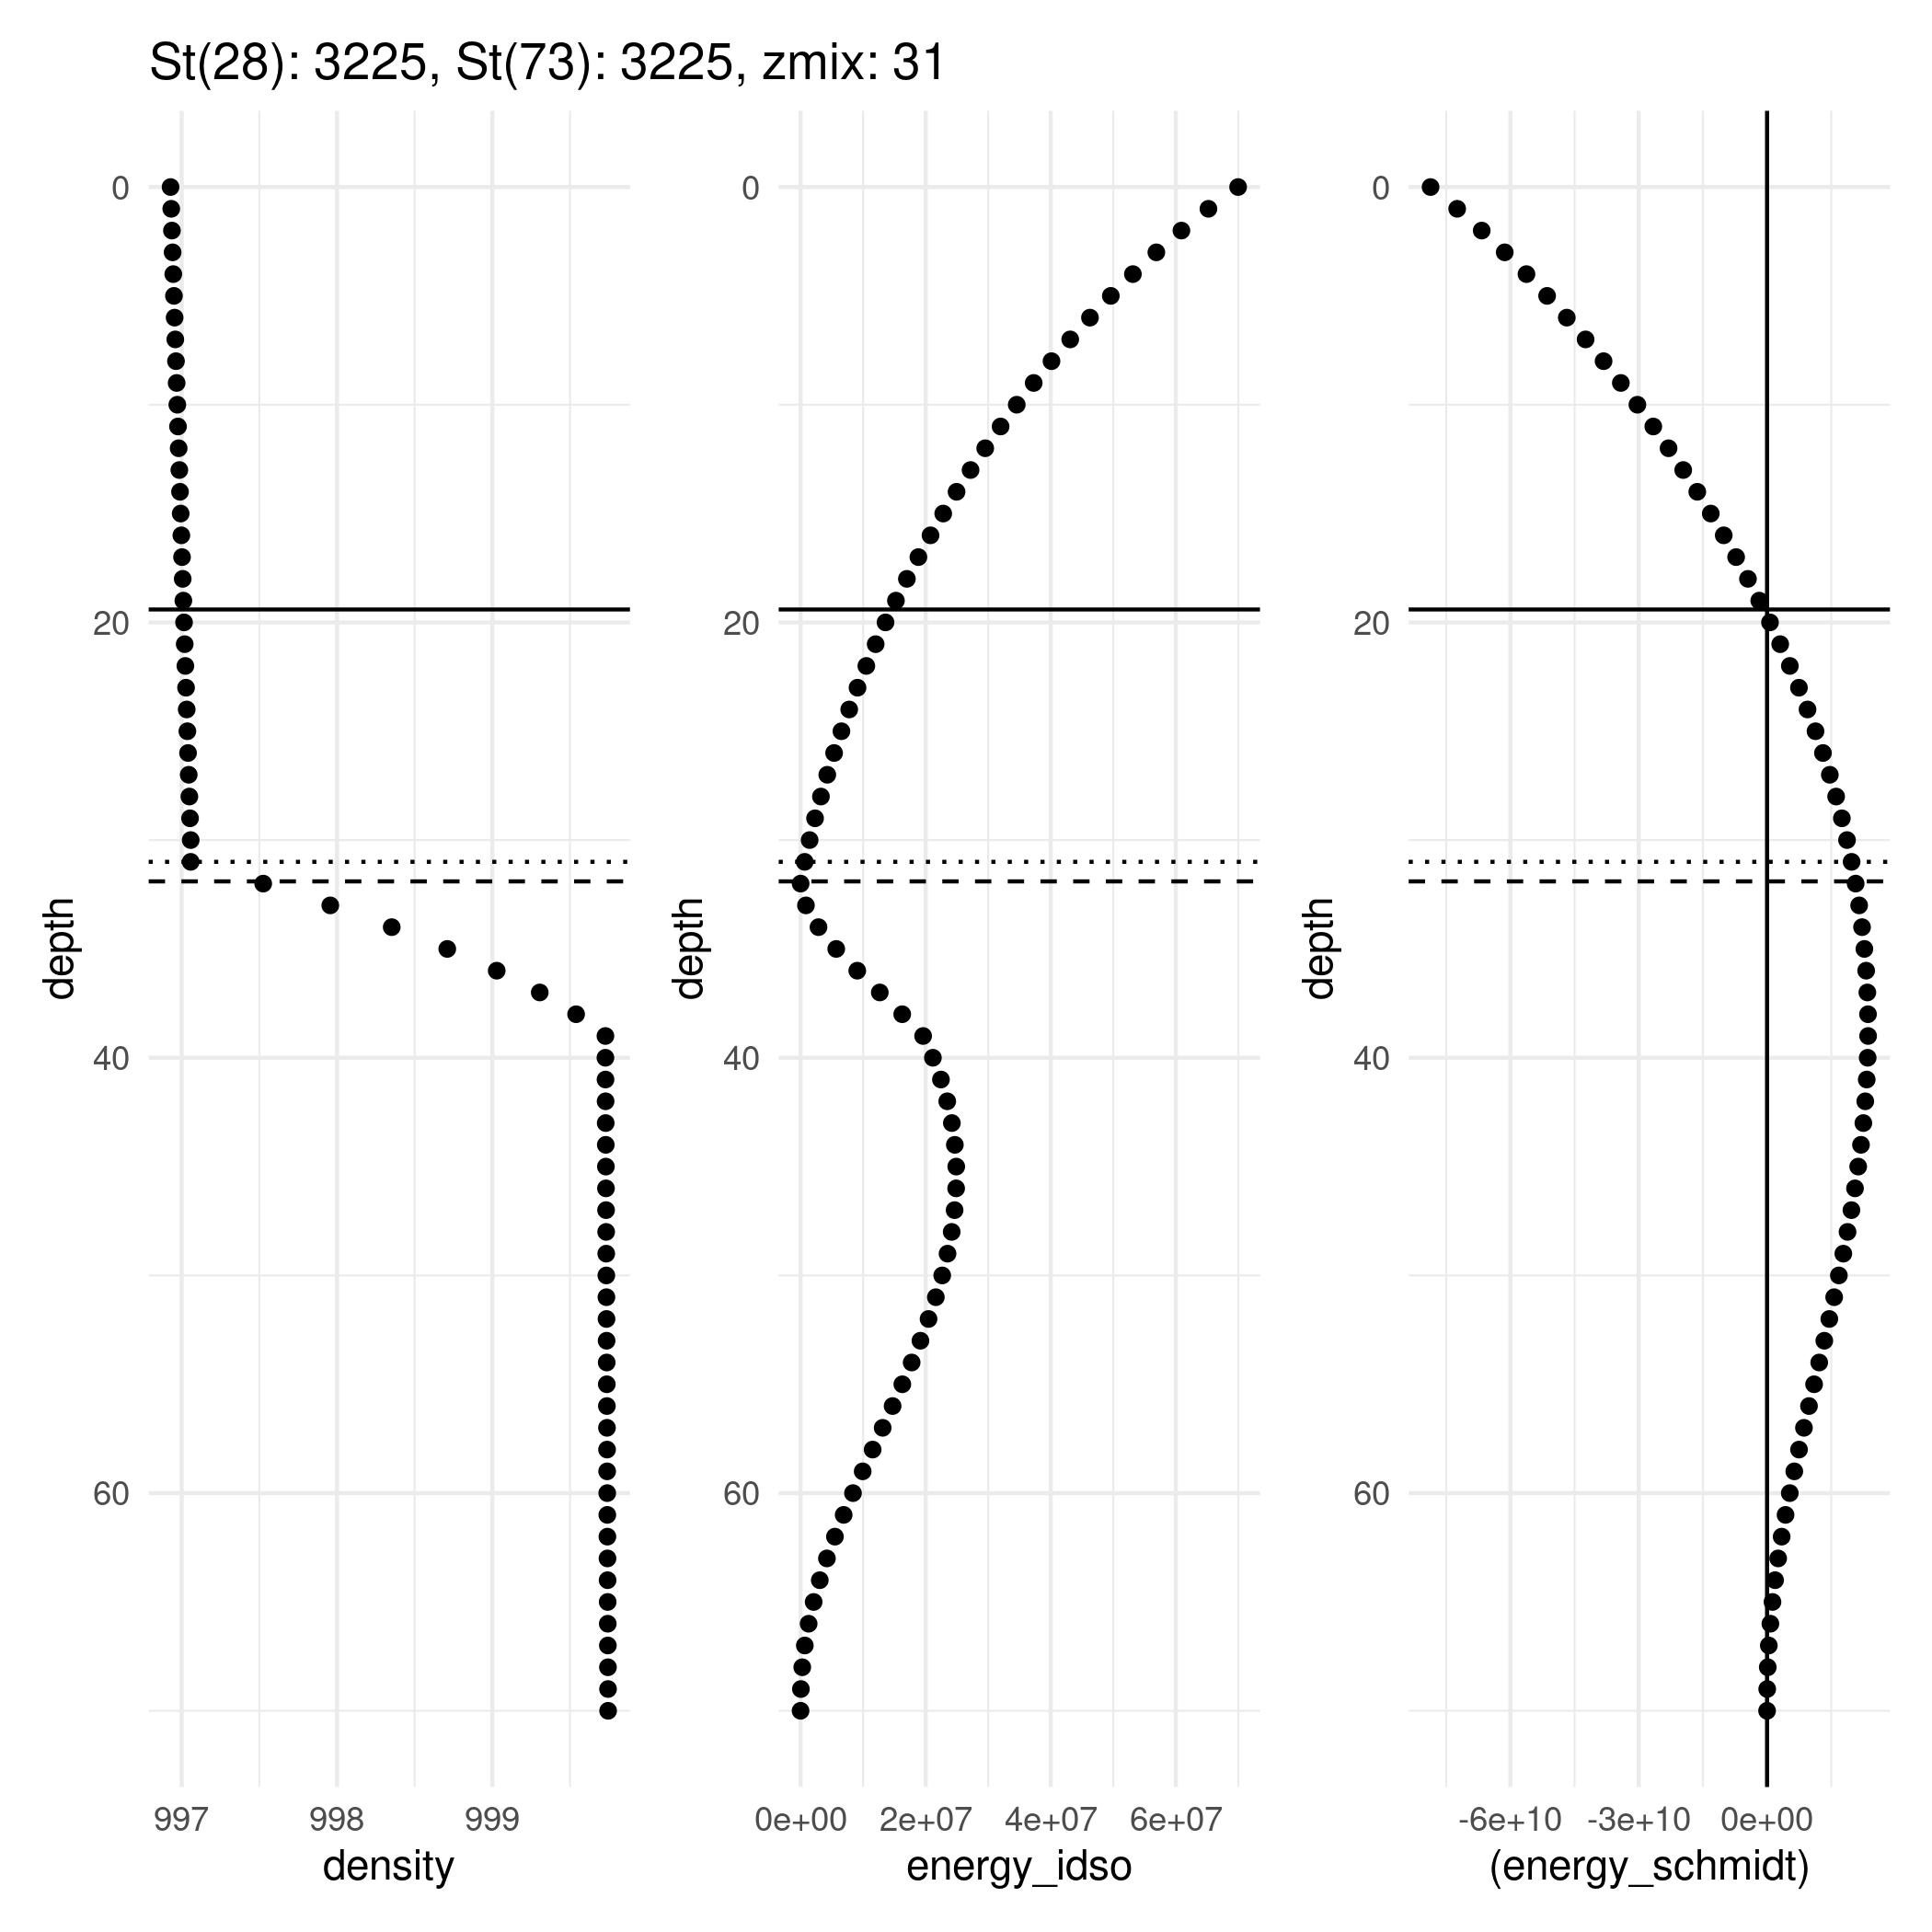 St(28): 3225, St(73): 3225, zmix: 31
depth
0
20
40
60
997 998 999
density
depth
0
20
40
60
0e+00 2e+07 4e+07 6e+07
energy_idso
depth
0
20
40
60
-6e+10 -3e+10 0e+00
(energy_schmidt)